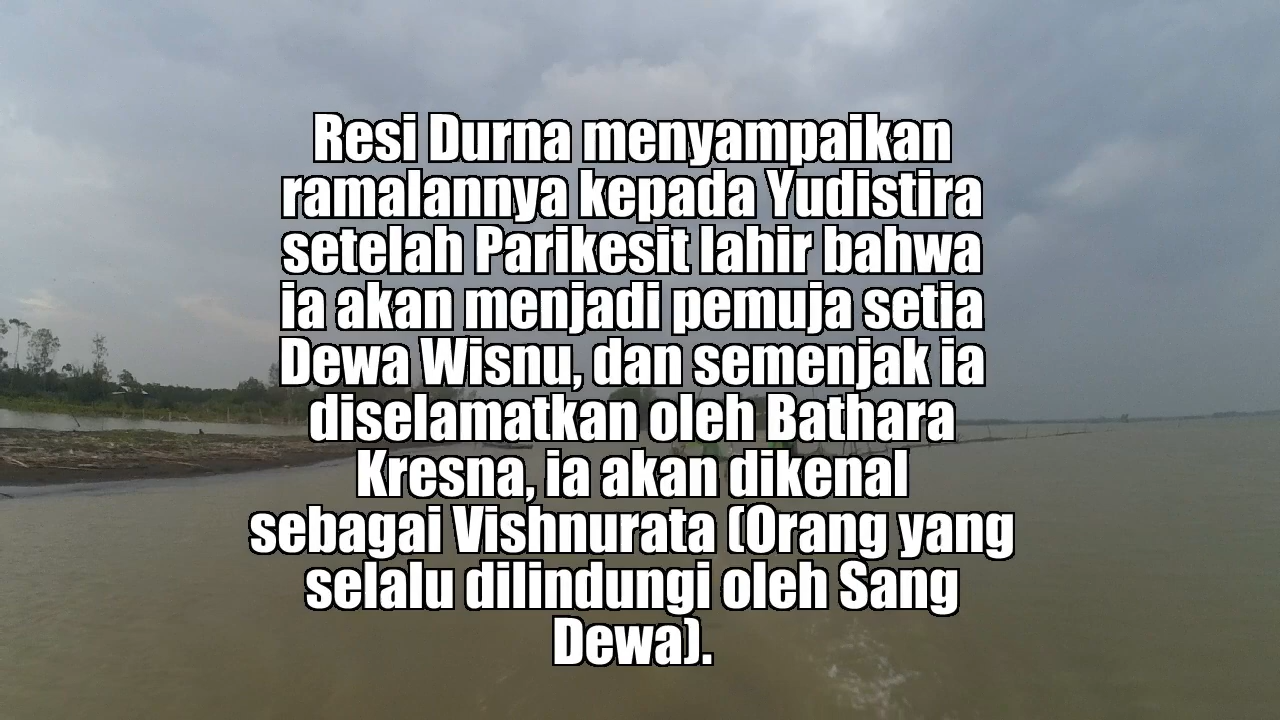 Resi Durna menyampaikan
ramalannya kepada Yudistira
setelah Parikesit lahir bahwa
ia akan menjadi pemuja setia
Dewa Wisnu, dan semenjak ia
diselamatkan oleh Bathara
Kresna, ia akan dikenal
sebagai Vishnurata (Orang yang
selalu dilindungi oleh Sang
Dewa).